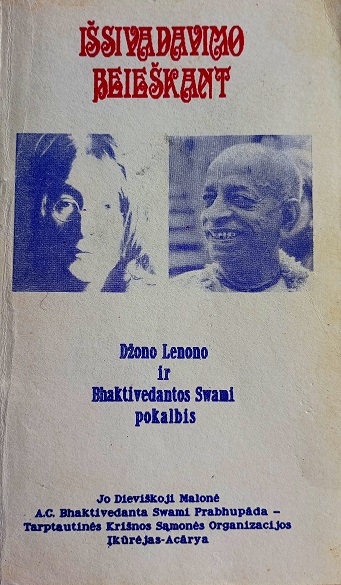 IŠSIVADAVIMO
BEIEŠKANT
Džono Lenono
ir
Bhaktivedantos Swami
pokalbis
Jo Dieviškoji Malonė
A.C. Bhaktivedanta Swami Prabhupāda –
Tarptautinės Krišnos Sąmonės Organizacijos
Įkūrėjas-Acārya